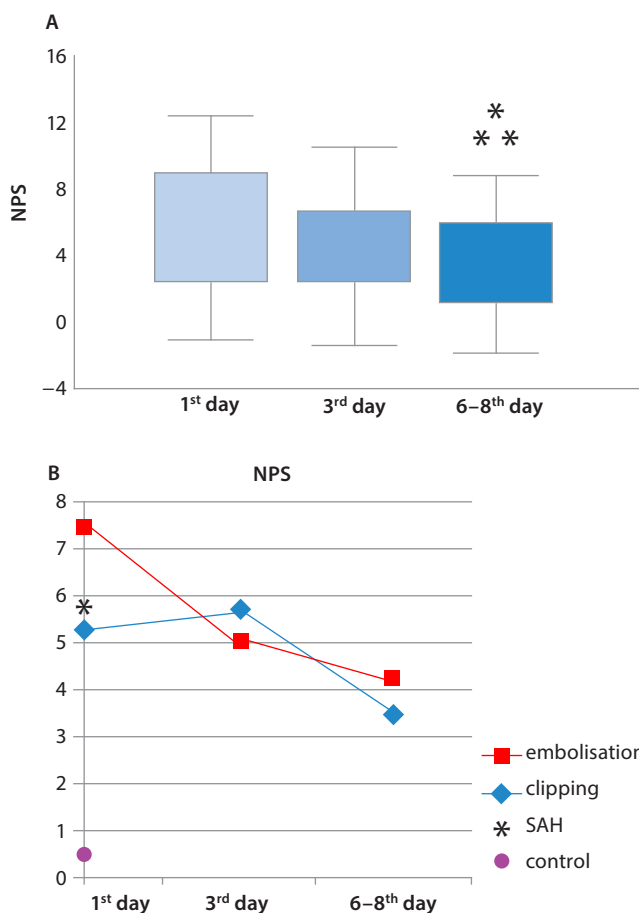 A
16
12
8
4
0
−4
NPS
*
* *
1st day 3rd day 6–8th day
B NPS
8
7
6
5
4
3
2
1
0
*
1st day 3rd day 6–8th day
embolisation
clipping
* SAH
control